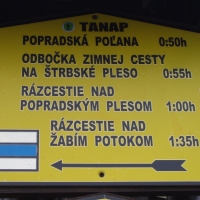 TANAP
POPRADSKÁ POĽANA 0:50h
ODBOČKA ZIMNEJ CESTY
NA ŠTRBSKÉ PLESO 0:55h
RÁZCESTIE NAD
POPRADSKÝM PLESOM 1:00h
RÁZCESTIE NAD
ŽABÍM POTOKOM 1:35h